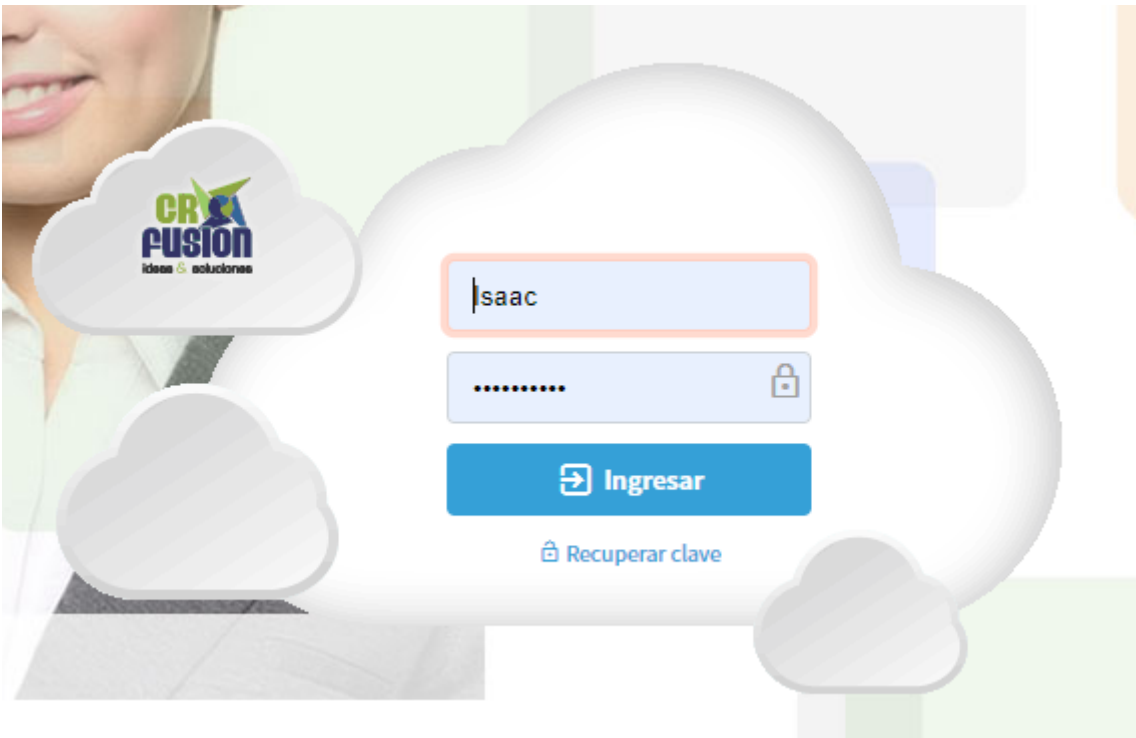 CR
FUSION
ideas & soluciones
Isaac
••••••••••
Ingresar
Recuperar clave